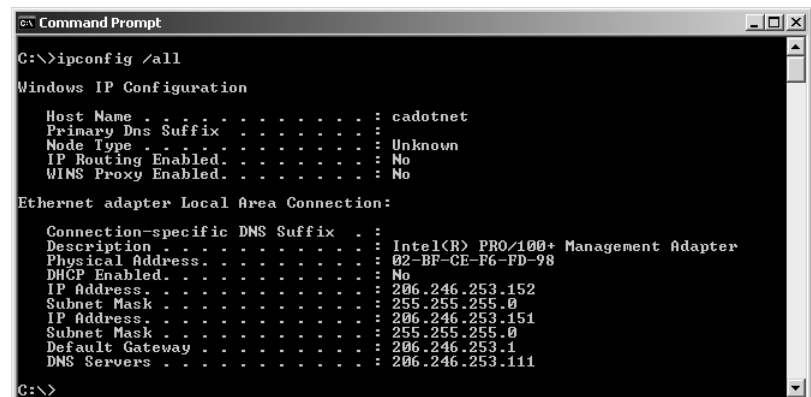 Command Prompt
C:\>ipconfig /all
Windows IP Configuration
Host Name . . . . . . . . . . . . : cadotnet
Primary Dns Suffix . . . . . . . :
Node Type . . . . . . . . . . . . : Unknown
IP Routing Enabled. . . . . . . . : No
WINS Proxy Enabled. . . . . . . . : No
Ethernet adapter Local Area Connection:
Connection-specific DNS Suffix . :
Description . . . . . . . . . . . : Intel(R) PRO/100+ Management Adapter
Physical Address. . . . . . . . . : 02-BF-CE-F6-FD-98
DHCP Enabled. . . . . . . . . . . : No
IP Address. . . . . . . . . . . . : 206.246.253.152
Subnet Mask . . . . . . . . . . . : 255.255.255.0
IP Address. . . . . . . . . . . . : 206.246.253.151
Subnet Mask . . . . . . . . . . . : 255.255.255.0
Default Gateway . . . . . . . . . : 206.246.253.1
DNS Servers . . . . . . . . . . . : 206.246.253.111
C:\>